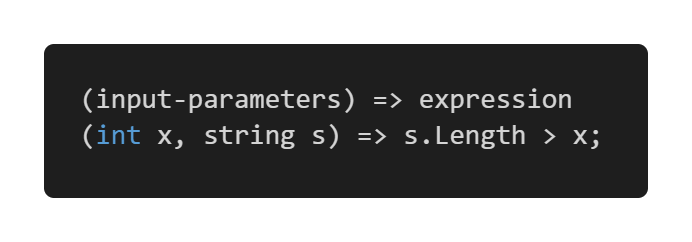 (input-parameters) => expression
(int x, string s) => s.Length > x;